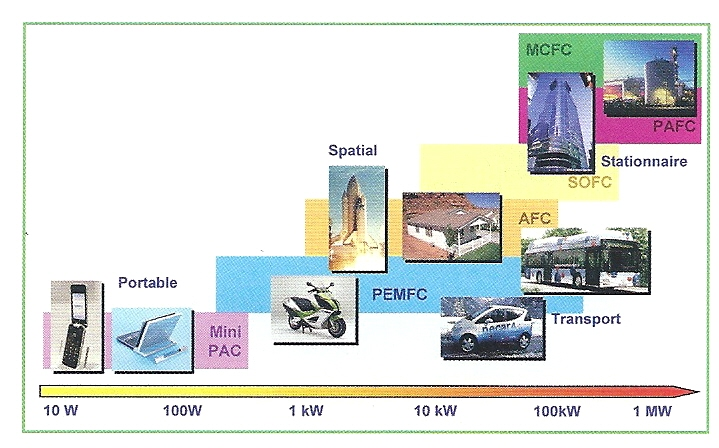 MCFC
PAFC
Stationnaire
SOFC
Spatial
AFC
Portable
PEMFC
Transport
Mini
PAC
10 W
100W
1 kW
10 kW
100kW
1 MW